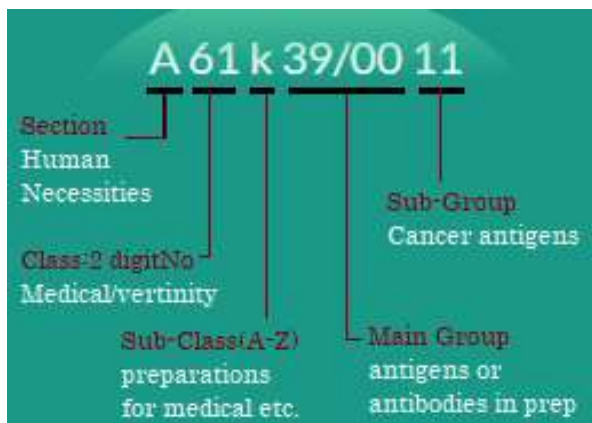 A 61 k 39/00 11
Section
Human
Necessities
Sub-Group
Cancer antigens
Class-2 digitNo
Medical/vertinity
Sub-Class(A-Z)
preparations
for medical etc.
Main Group
antigens or
antibodies in prep